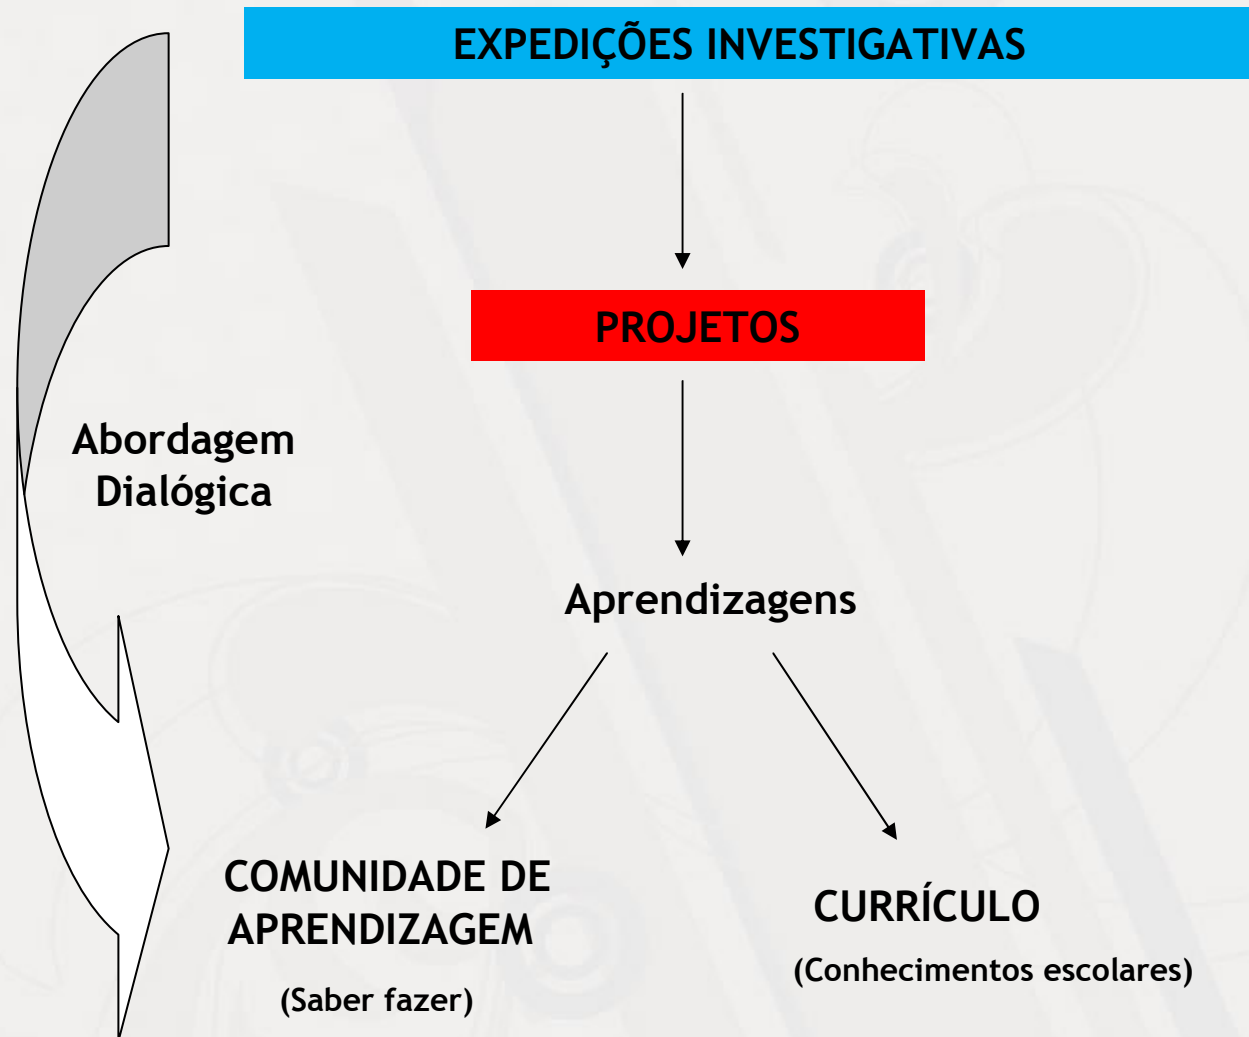 EXPEDIÇÕES INVESTIGATIVAS
PROJETOS
Abordagem
Dialógica
Aprendizagens
COMUNIDADE DE
APRENDIZAGEM
(Saber fazer)
CURRÍCULO
(Conhecimentos escolares)